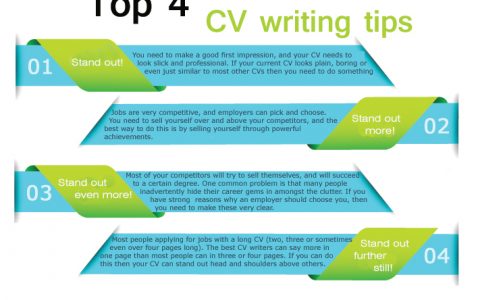 Top 4
CV writing tips
01
Stand out!
You need to make a good first impression, and your CV needs to
look slick and professional. If your current CV looks plain, boring or
even just similar to most other CVs then you need to do something
Jobs are very competitive, and employers can pick and choose.
You need to sell yourself over and above your competitors, and the
best way to do this is by selling yourself through powerful
achievements.
Stand out
more!
02
03
Stand out
even more!
Most of your competitors will try to sell themselves, and will succeed
to a certain degree. One common problem is that many people
inadvertently hide their career gems in amongst the clutter. If you
have strong reasons why an employer should choose you, then
you need to make these very clear.
Most people applying for jobs with a long CV (two, three or sometimes
even over four pages long). The best CV writers can say more in
one page than most people can in three or four pages. If you can do
this then your CV can stand out head and shoulders above others.
Stand out
further
still!
04